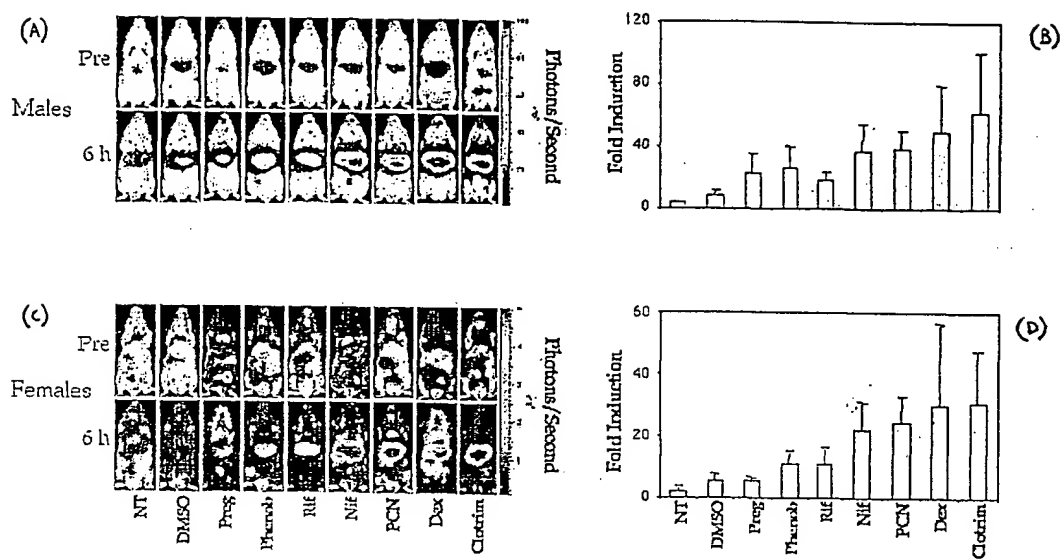 (A)
Pre
Males
6 h
Photons/Second
(B)
120
80
40
0
Fold Induction
(C)
Pre
Females
6 h
Photons/Second
NT
DMSO
Preg
Phenob
Rif
Nif
PCN
Dex
Clotrim
(D)
60
40
20
0
Fold Induction
NT
DMSO
Preg
Phenob
Rif
Nif
PCN
Dex
Clotrim